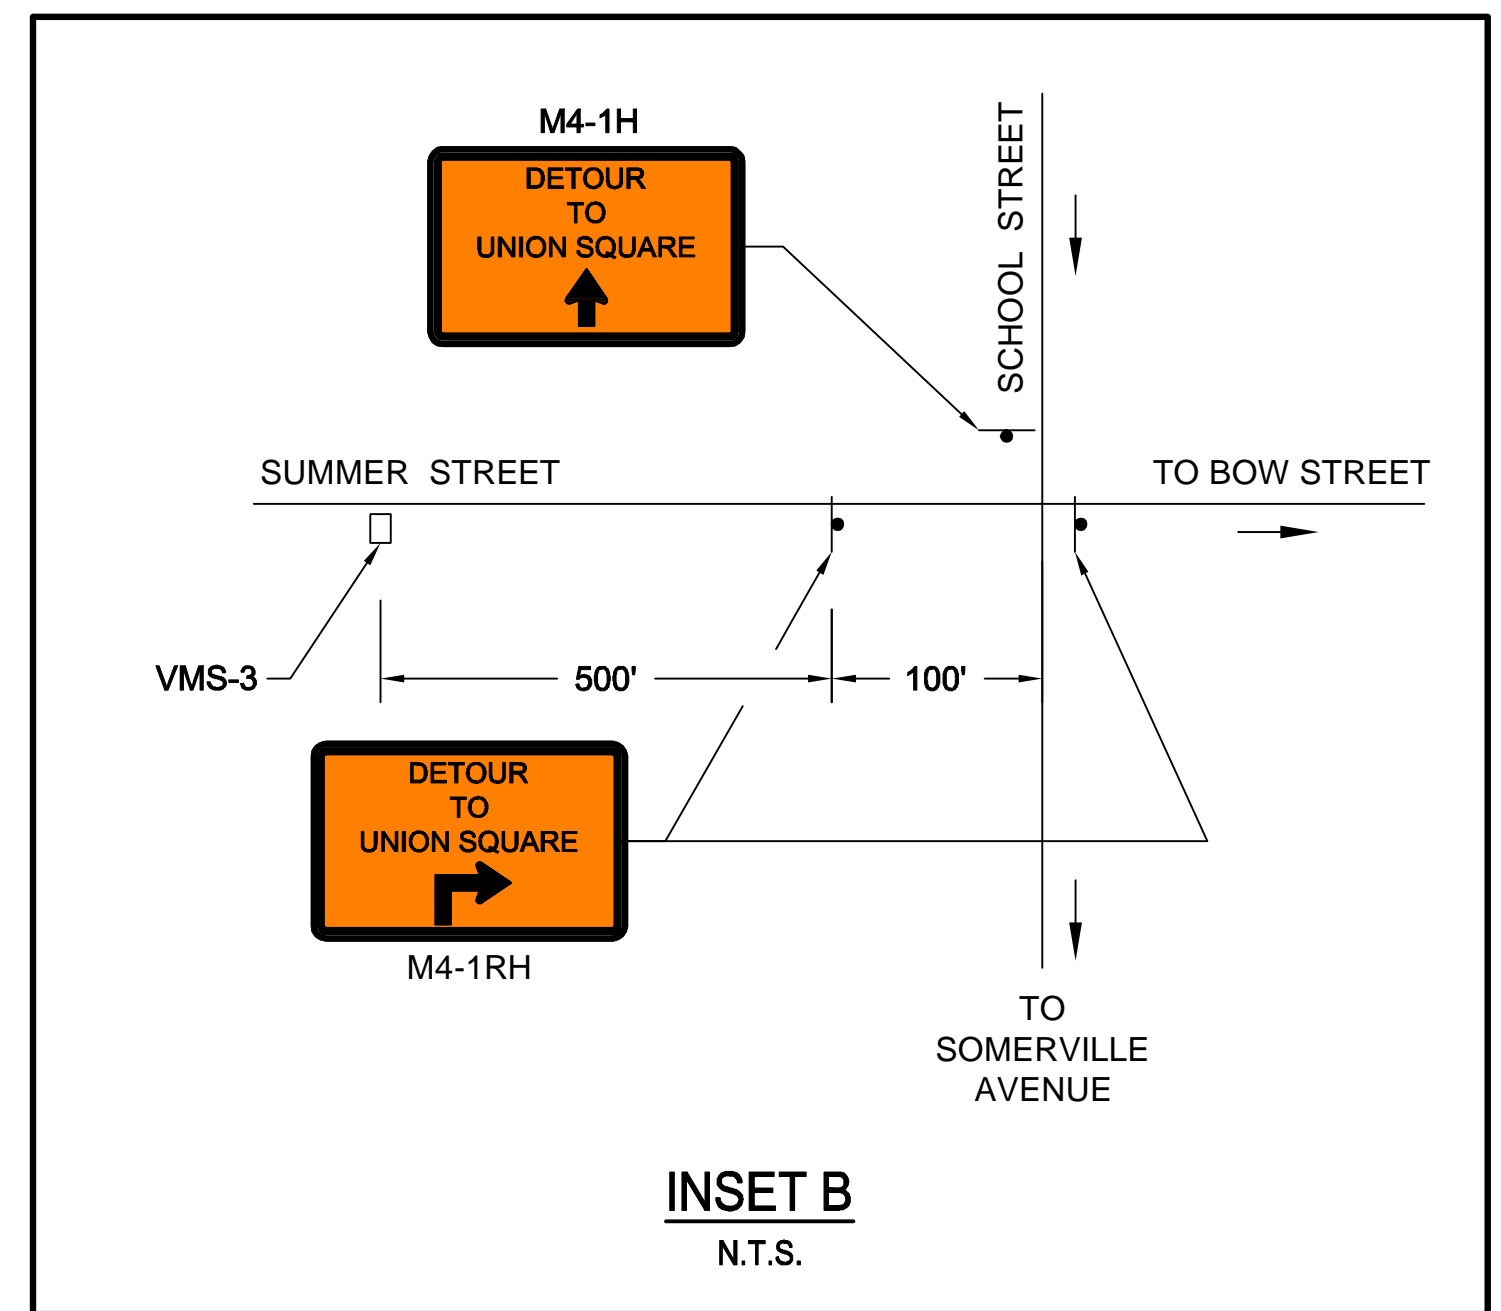 M4-1H
DETOUR
TO
UNION SQUARE
SCHOOL STREET
SUMMER STREET
TO BOW STREET
VMS-3
500'
100'
DETOUR
TO
UNION SQUARE
M4-1RH
TO
SOMERVILLE
AVENUE
INSET B
N.T.S.